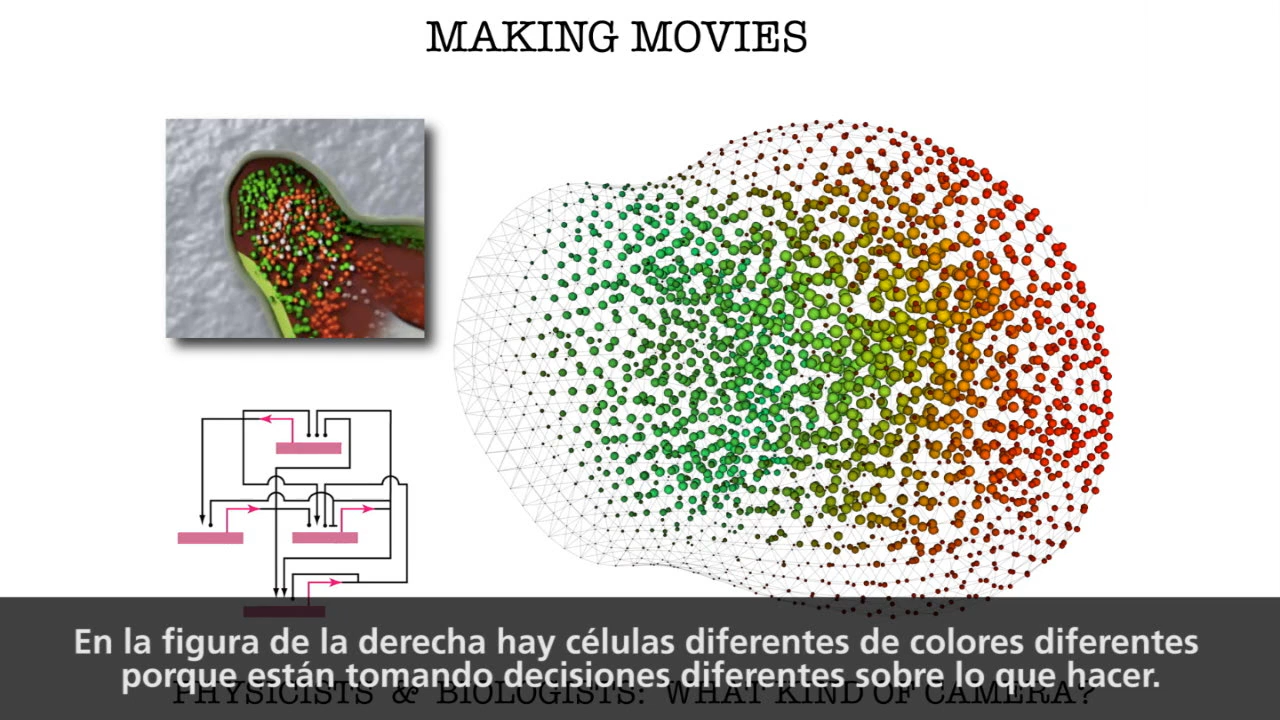 MAKING MOVIES
En la figura de la derecha hay células diferentes de colores diferentes
porque están tomando decisiones diferentes sobre lo que hacer.
PHYSICISTS & BIOLOGISTS: WHAT KIND OF CAMERA?